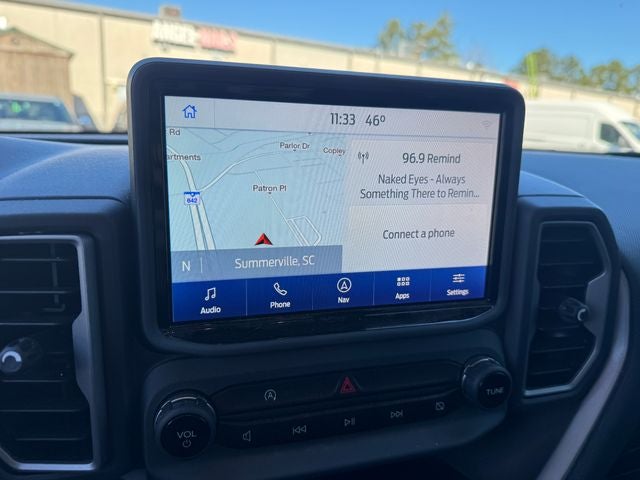 11:33 46°
Rd
Parlor Dr
Copley
artments
Patron Pl
642
96.9 Remind
Naked Eyes - Always
Something There to Remin...
Connect a phone
N
Summerville, SC
Audio
Phone
Nav
Apps
Settings
VOL
TUNE